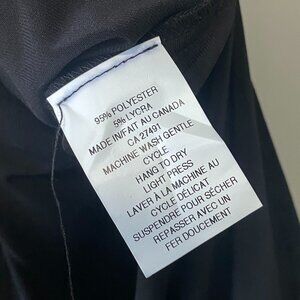 95% POLYESTER
5% LYCRA
MADE IN/FAIT AU CANADA
CA 27491
MACHINE WASH GENTLE
CYCLE
HANG TO DRY
LIGHT PRESS
LAVER À LA MACHINE AU
CYCLE DÉLICAT
SUSPENDRE POUR SÉCHER
REPASSER AVEC UN
FER DOUCEMENT